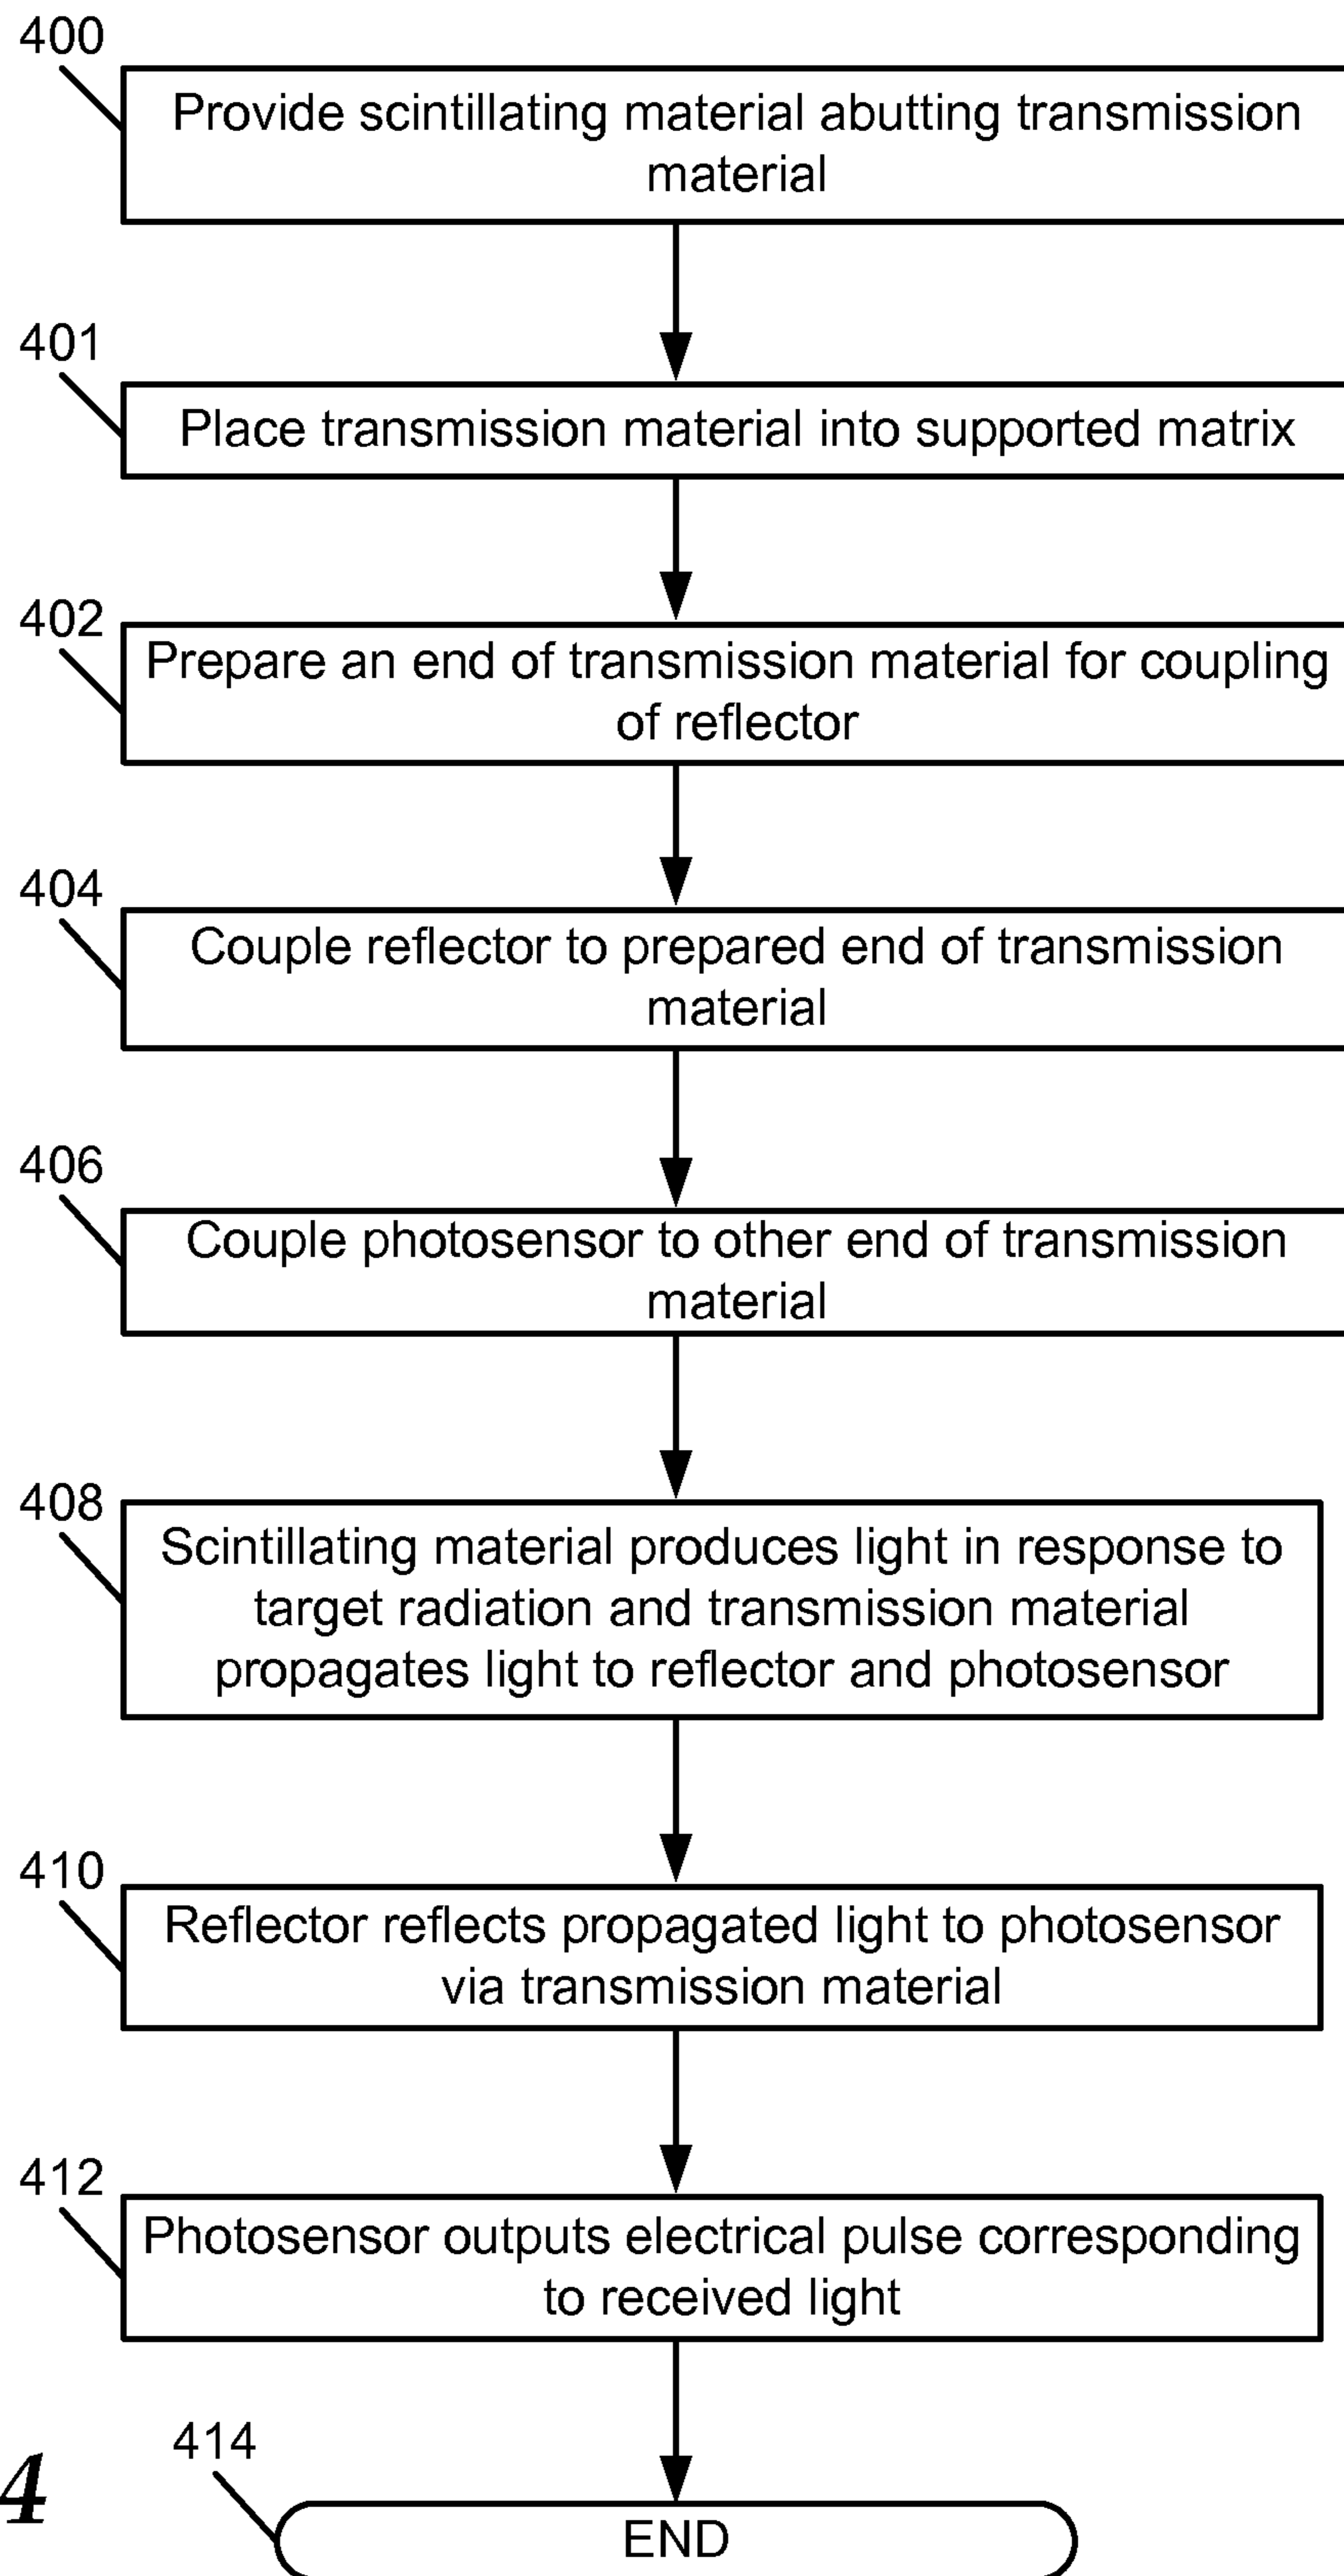 400
Provide scintillating material abutting transmission
material
401
Place transmission material into supported matrix
402
Prepare an end of transmission material for coupling
of reflector
404
Couple reflector to prepared end of transmission
material
406
Couple photosensor to other end of transmission
material
408
Scintillating material produces light in response to
target radiation and transmission material
propagates light to reflector and photosensor
410
Reflector reflects propagated light to photosensor
via transmission material
412
Photosensor outputs electrical pulse corresponding
to received light
414
END
4